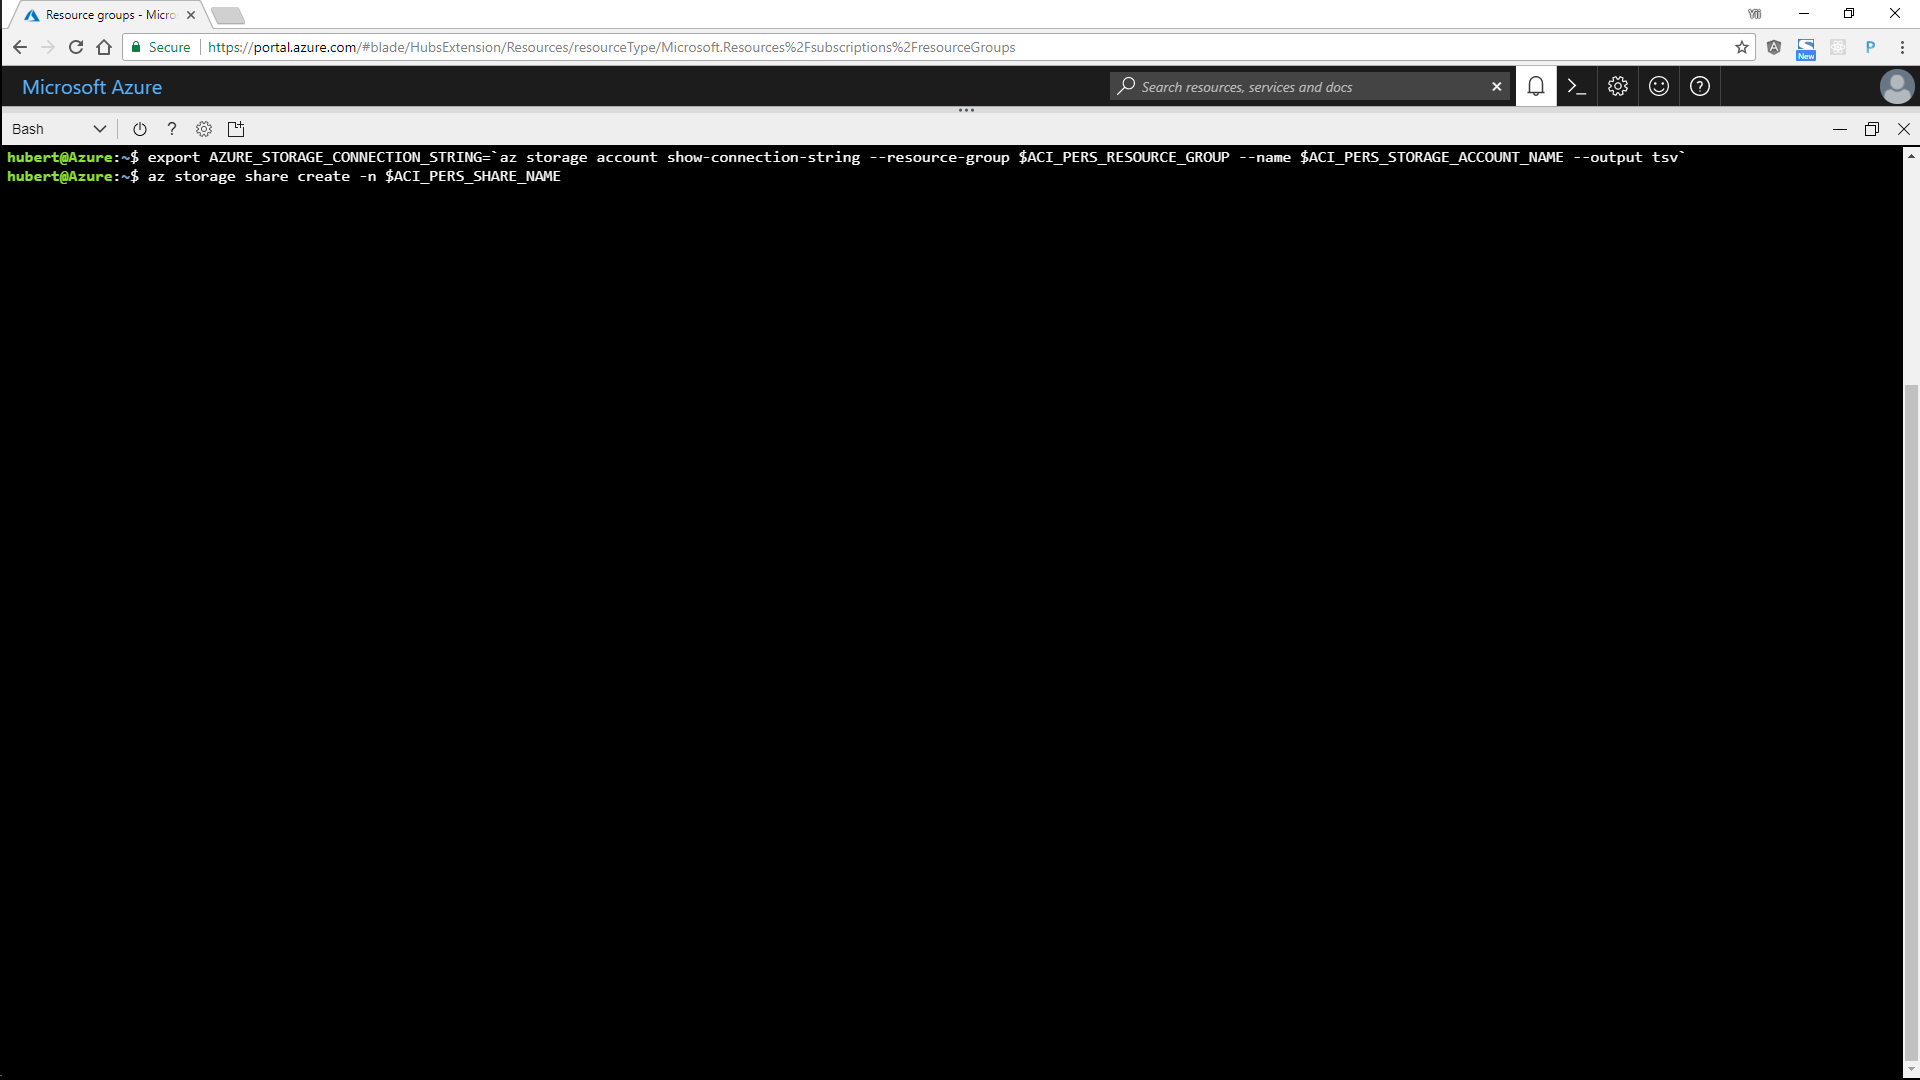 Resource groups - Micro
Yii
Secure
https://portal.azure.com/#blade/HubsExtension/Resources/resourceType/Microsoft.Resources%2Fsubscriptions%2FresourceGroups
New
P
Microsoft Azure
Search resources, services and docs
Bash
hubert@Azure:~$ export AZURE_STORAGE_CONNECTION_STRING=`az storage account show-connection-string --resource-group $ACI_PERS_RESOURCE_GROUP --name $ACI_PERS_STORAGE_ACCOUNT_NAME --output tsv`
hubert@Azure:~$ az storage share create -n $ACI_PERS_SHARE_NAME